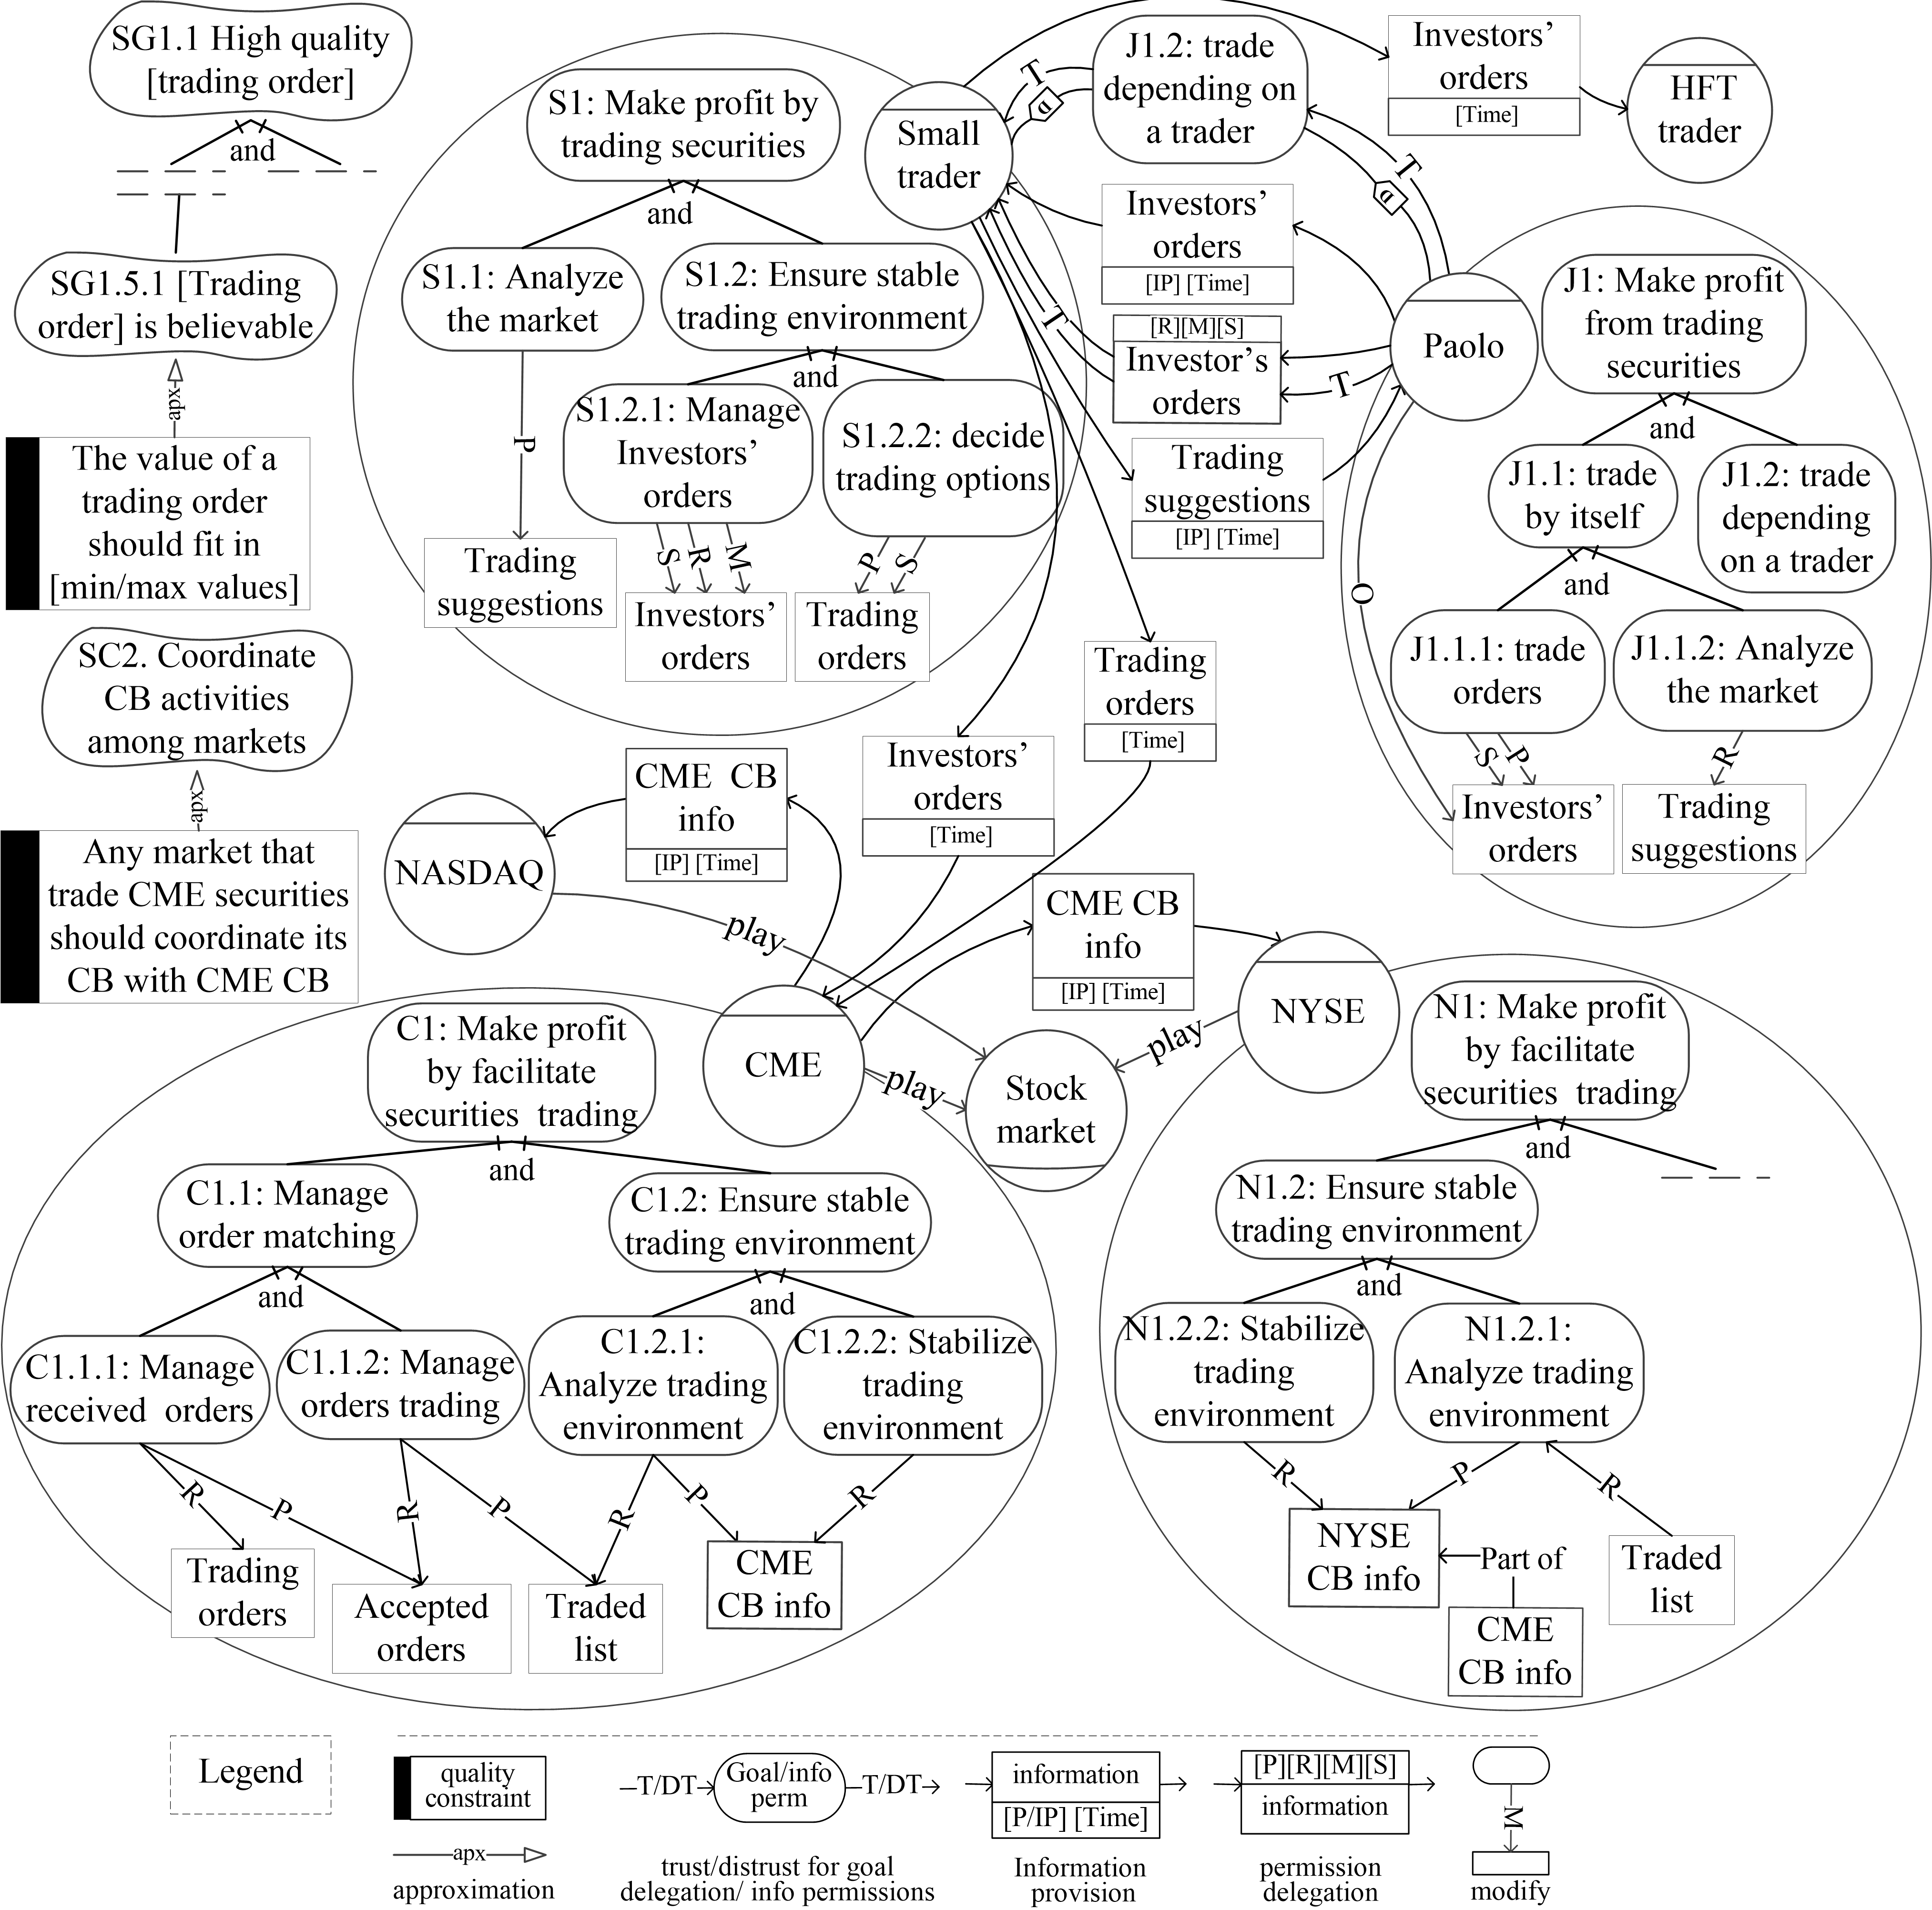 SG1.1 High quality
[trading order]
and
SG1.5.1 [Trading
order] is believable
apx
The value of a
trading order
should fit in
[min/max values]
SC2. Coordinate
CB activities
among markets
apx
Any market that
trade CME securities
should coordinate its
CB with CME CB
S1: Make profit by
trading securities
and
S1.1: Analyze
the market
S1.2: Ensure stable
trading environment
and
S1.2.1: Manage
Investors’
orders
S1.2.2: decide
trading options
P
S
R
M
P
S
Trading
suggestions
Investors’
orders
Trading
orders
Small
trader
T
D
J1.2: trade
depending on
a trader
T
D
Investors’
orders
[Time]
HFT
trader
Investors’
orders
[IP] [Time]
T
[R][M][S]
Investor’s
orders
T
Trading
suggestions
[IP] [Time]
Paolo
O
J1: Make profit
from trading
securities
and
J1.1: trade
by itself
J1.2: trade
depending
on a trader
and
J1.1.1: trade
orders
J1.1.2: Analyze
the market
S
P
R
Investors’
orders
Trading
suggestions
Trading
orders
[Time]
Investors’
orders
[Time]
CME CB
info
[IP] [Time]
NASDAQ
play
CME CB
info
[IP] [Time]
NYSE
play
CME
play
Stock
market
C1: Make profit
by facilitate
securities trading
and
C1.1: Manage
order matching
C1.2: Ensure stable
trading environment
and
and
C1.1.1: Manage
received orders
C1.1.2: Manage
orders trading
C1.2.1:
Analyze trading
environment
C1.2.2: Stabilize
trading
environment
R
P
R
P
R
P
R
Trading
orders
Accepted
orders
Traded
list
CME
CB info
N1: Make profit
by facilitate
securities trading
and
N1.2: Ensure stable
trading environment
and
N1.2.2: Stabilize
trading
environment
N1.2.1:
Analyze trading
environment
R
P
R
NYSE
CB info
Part of
CME
CB info
Traded
list
Legend
quality
constraint
apx
approximation
T/DT
Goal/info
perm
T/DT
trust/distrust for goal
delegation/ info permissions
information
[P/IP] [Time]
Information
provision
[P][R][M][S]
information
permission
delegation
M
modify